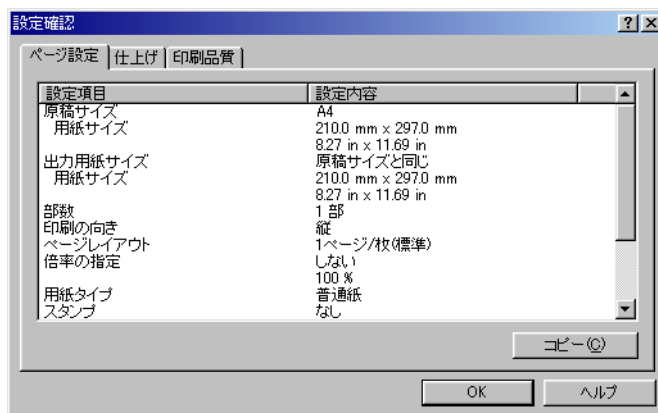 設定確認
ページ設定 仕上げ 印刷品質
設定項目 設定内容
原稿サイズ A4
用紙サイズ 210.0 mm x 297.0 mm
8.27 in x 11.69 in
出力用紙サイズ 原稿サイズと同じ
用紙サイズ 210.0 mm x 297.0 mm
8.27 in x 11.69 in
部数 1 部
印刷の向き 縦
ページレイアウト 1ページ/枚(標準)
倍率の指定 しない
100 %
用紙タイプ 普通紙
スタンプ なし
コピー(C)
OK ヘルプ